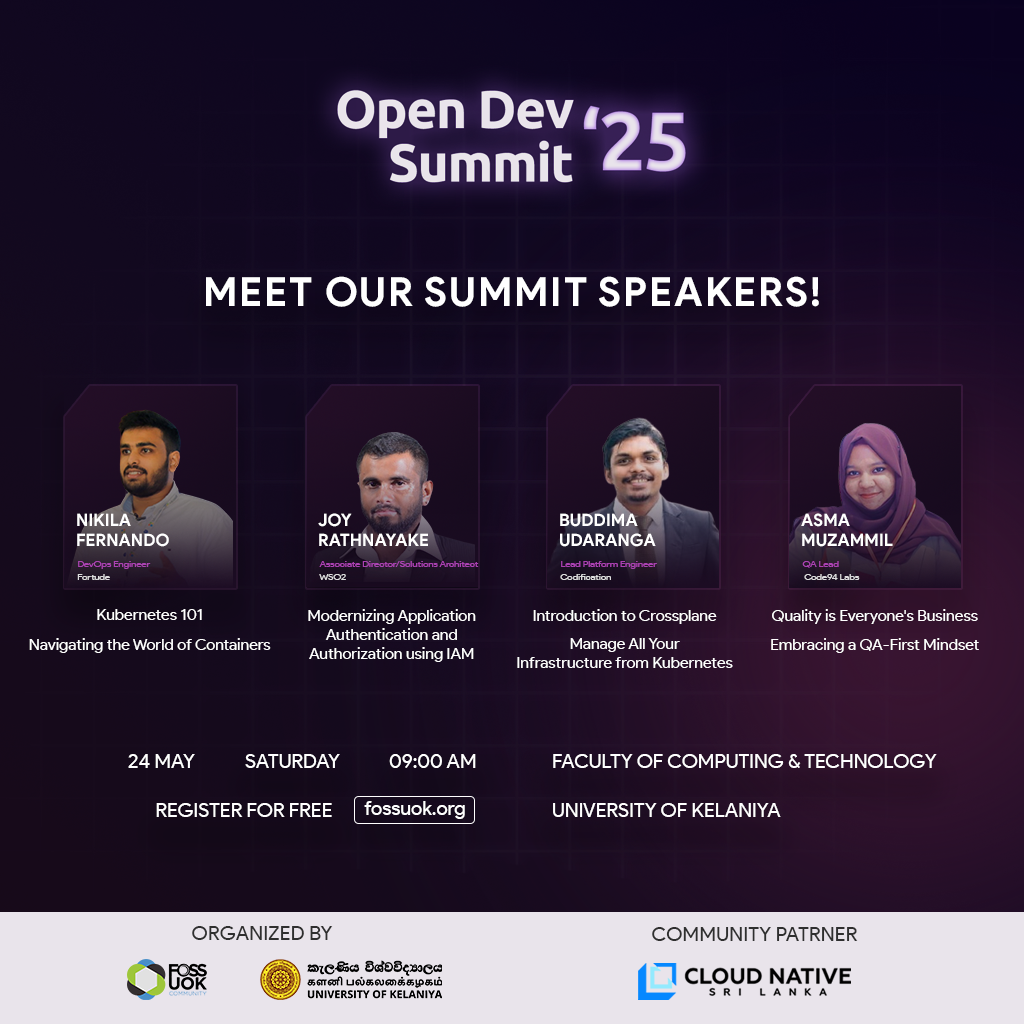 Open Dev
Summit
‘25
MEET OUR SUMMIT SPEAKERS!
NIKILA
FERNANDO
DevOps Engineer
Fortude
Kubernetes 101
Navigating the World of Containers
JOY
RATHNAYAKE
Associate Director/Solutions Architect
WSO2
Modernizing Application
Authentication and
Authorization using IAM
BUDDIMA
UDARANGA
Lead Platform Engineer
Codification
Introduction to Crossplane
Manage All Your
Infrastructure from Kubernetes
ASMA
MUZAMMIL
QA Lead
Code94 Labs
Quality is Everyone's Business
Embracing a QA-First Mindset
24 MAY SATURDAY 09:00 AM
REGISTER FOR FREE fossuok.org
FACULTY OF COMPUTING & TECHNOLOGY
UNIVERSITY OF KELANIYA
ORGANIZED BY
FOSS
UOK
COMMUNITY
කැලණිය විශ්වවිද්‍යාලය
களனி பல்கலைக்கழகம்
UNIVERSITY OF KELANIYA
COMMUNITY PATRNER
CLOUD NATIVE
SRI LANKA